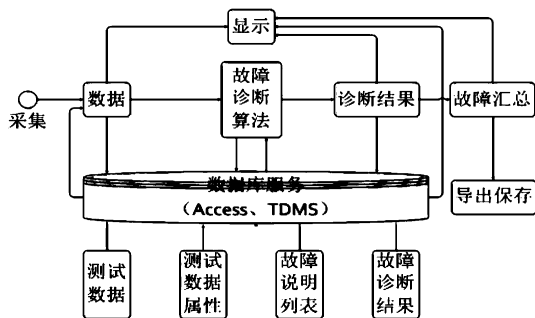 显示
数据
故障
诊断
算法
诊断结果
故障汇总
采集
数据库服务
（Access、TDMS）
导出保存
测试
数据
测试
数据
属性
故障
说明
列表
故障
诊断
结果